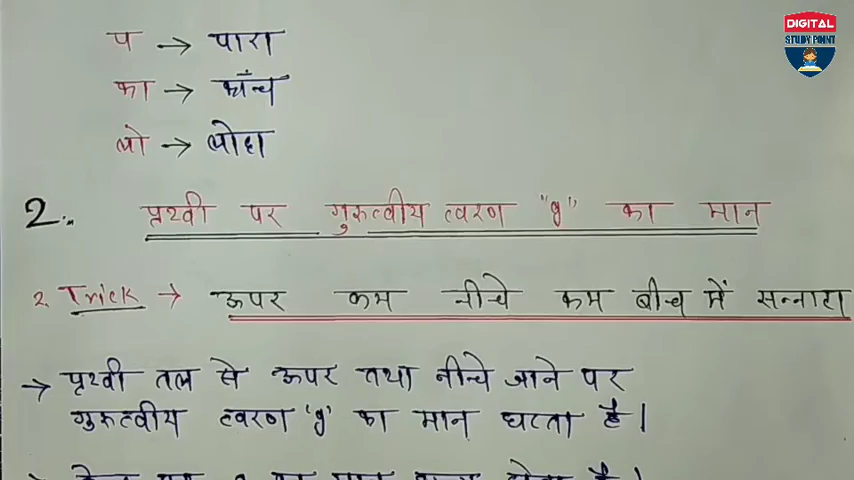 DIGITAL
STUDY POINT
प → पारा
का → काँच
लो → लोहा
2. पृथ्वी पर गुरुत्वीय त्वरण "g" का मान
2. Trick → ऊपर कम नीचे कम बीच में सन्नाटा
→ पृथ्वी तल से ऊपर तथा नीचे जाने पर
गुरुत्वीय त्वरण 'g' का मान घटता है।